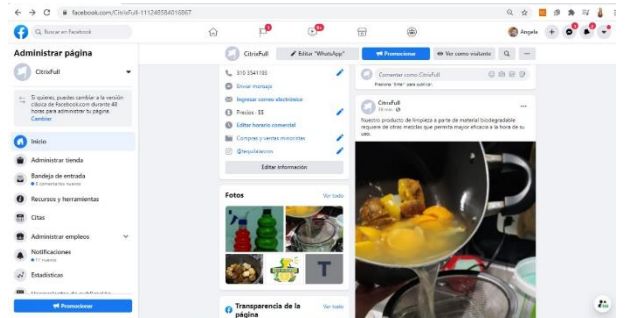 facebook.com/CitrixFull-111248584016867
Buscar en Facebook
Angela
Administrar página
CitrixFull
Si quieres, puedes cambiar a la versión
clásica de Facebook.com durante 48
horas para administrar tu página.
Cambiar
Inicio
Administrar tienda
Bandeja de entrada
Recursos y herramientas
Citas
Administrar empleos
Notificaciones
Estadísticas
Promocionar
CitrixFull
Editar "WhatsApp"
Promocionar
Ver como visitante
Enviar mensaje
Ingresar correo electrónico
Precios · $$
Editar horario comercial
Compras y ventas minoristas
Editar información
Fotos
Ver todo
T
Transparencia de la
página
Ver todo
Comentar como CitrixFull
Presiona "Enter" para publicar.
CitrixFull
Nuestro producto de limpieza a parte de material biodegradable
requiere de otras mezclas que permita mayor eficacia a la hora de su
uso.